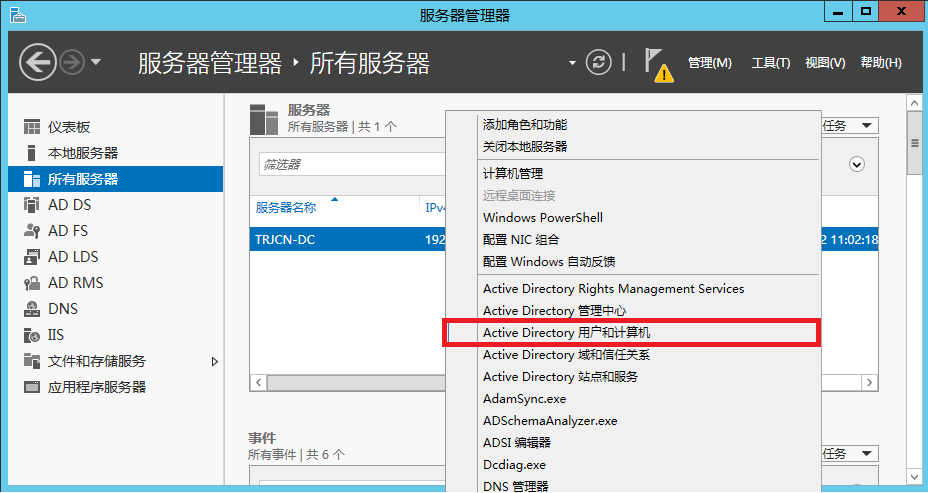 服务器管理器
服务器管理器 ‣ 所有服务器
管理(M) 工具(T) 视图(V) 帮助(H)
仪表板
本地服务器
所有服务器
AD DS
AD FS
AD LDS
AD RMS
DNS
IIS
文件和存储服务
应用程序服务器
服务器
所有服务器 | 共 1 个
任务
筛选器
服务器名称 IPv4
TRJCN-DC 192
2 11:02:18
添加角色和功能
关闭本地服务器
计算机管理
远程桌面连接
Windows PowerShell
配置 NIC 组合
配置 Windows 自动反馈
Active Directory Rights Management Services
Active Directory 管理中心
Active Directory 用户和计算机
Active Directory 域和信任关系
Active Directory 站点和服务
AdamSync.exe
ADSchemaAnalyzer.exe
ADSI 编辑器
Dcdiag.exe
DNS 管理器
事件
所有事件 | 共 6 个
任务